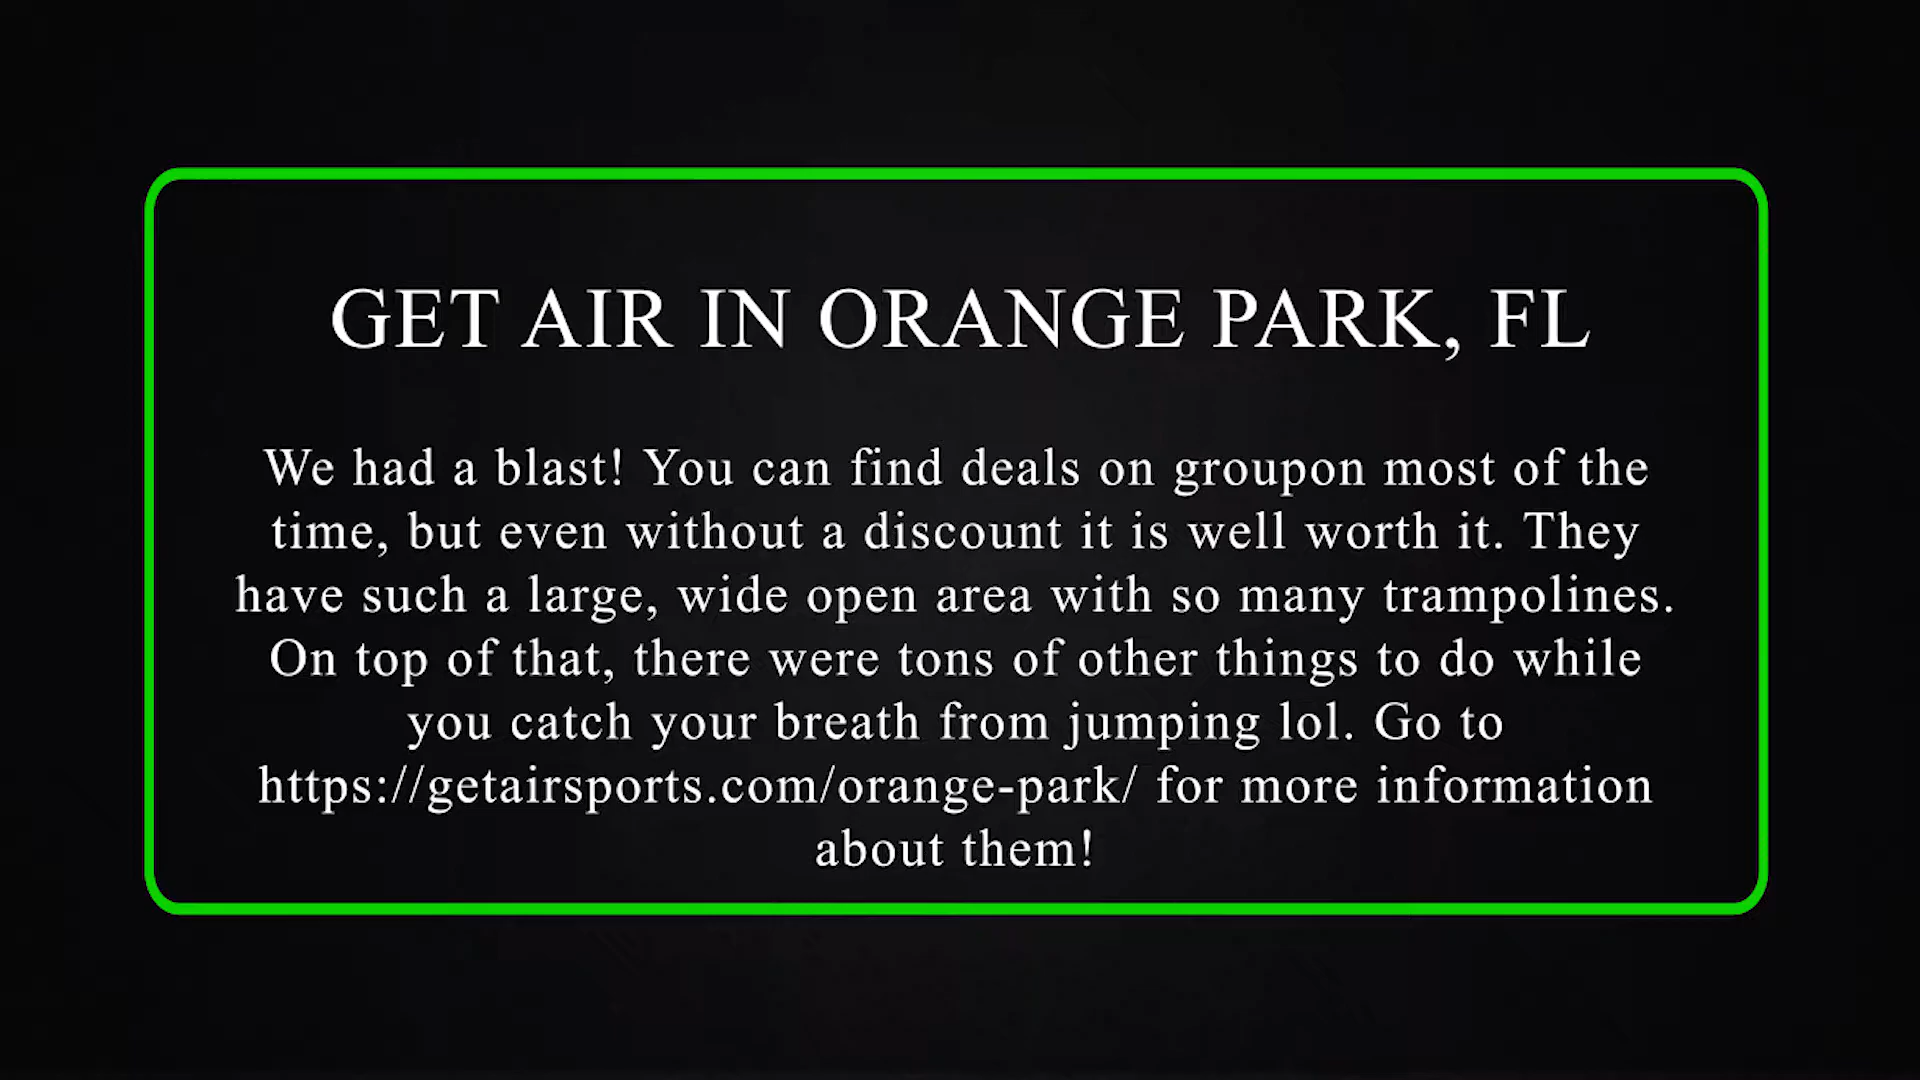 GET AIR IN ORANGE PARK, FL
We had a blast! You can find deals on groupon most of the
time, but even without a discount it is well worth it. They
have such a large, wide open area with so many trampolines.
On top of that, there were tons of other things to do while
you catch your breath from jumping lol. Go to
https://getairsports.com/orange-park/ for more information
about them!